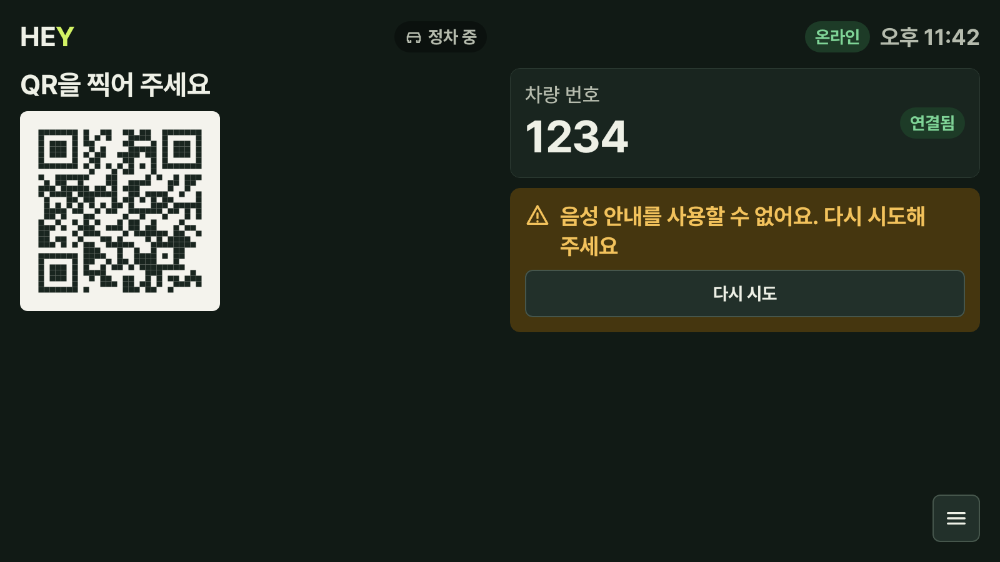 HEY
정차 중
온라인
오후 11:42
QR을 찍어 주세요
차량 번호
1234
연결됨
음성 안내를 사용할 수 없어요. 다시 시도해
주세요
다시 시도